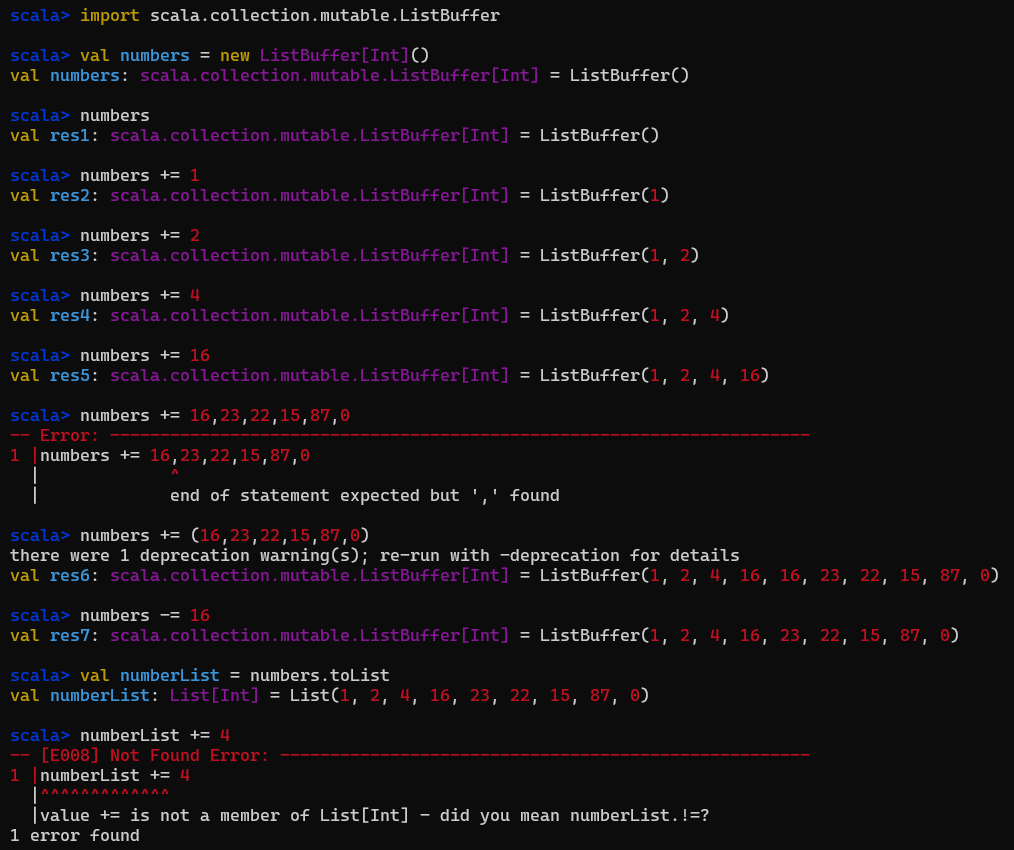 scala> import scala.collection.mutable.ListBuffer
scala> val numbers = new ListBuffer[Int]()
val numbers: scala.collection.mutable.ListBuffer[Int] = ListBuffer()
scala> numbers
val res1: scala.collection.mutable.ListBuffer[Int] = ListBuffer()
scala> numbers += 1
val res2: scala.collection.mutable.ListBuffer[Int] = ListBuffer(1)
scala> numbers += 2
val res3: scala.collection.mutable.ListBuffer[Int] = ListBuffer(1, 2)
scala> numbers += 4
val res4: scala.collection.mutable.ListBuffer[Int] = ListBuffer(1, 2, 4)
scala> numbers += 16
val res5: scala.collection.mutable.ListBuffer[Int] = ListBuffer(1, 2, 4, 16)
scala> numbers += 16,23,22,15,87,0
-- Error: ----------------------------------------------------------------------
1 |numbers += 16,23,22,15,87,0
  |             ^
  |             end of statement expected but ',' found
scala> numbers += (16,23,22,15,87,0)
there were 1 deprecation warning(s); re-run with -deprecation for details
val res6: scala.collection.mutable.ListBuffer[Int] = ListBuffer(1, 2, 4, 16, 16, 23, 22, 15, 87, 0)
scala> numbers -= 16
val res7: scala.collection.mutable.ListBuffer[Int] = ListBuffer(1, 2, 4, 16, 23, 22, 15, 87, 0)
scala> val numberList = numbers.toList
val numberList: List[Int] = List(1, 2, 4, 16, 23, 22, 15, 87, 0)
scala> numberList += 4
-- [E008] Not Found Error: -----------------------------------------------------
1 |numberList += 4
  |^^^^^^^^^^^^^
  |value += is not a member of List[Int] - did you mean numberList.!=?
1 error found